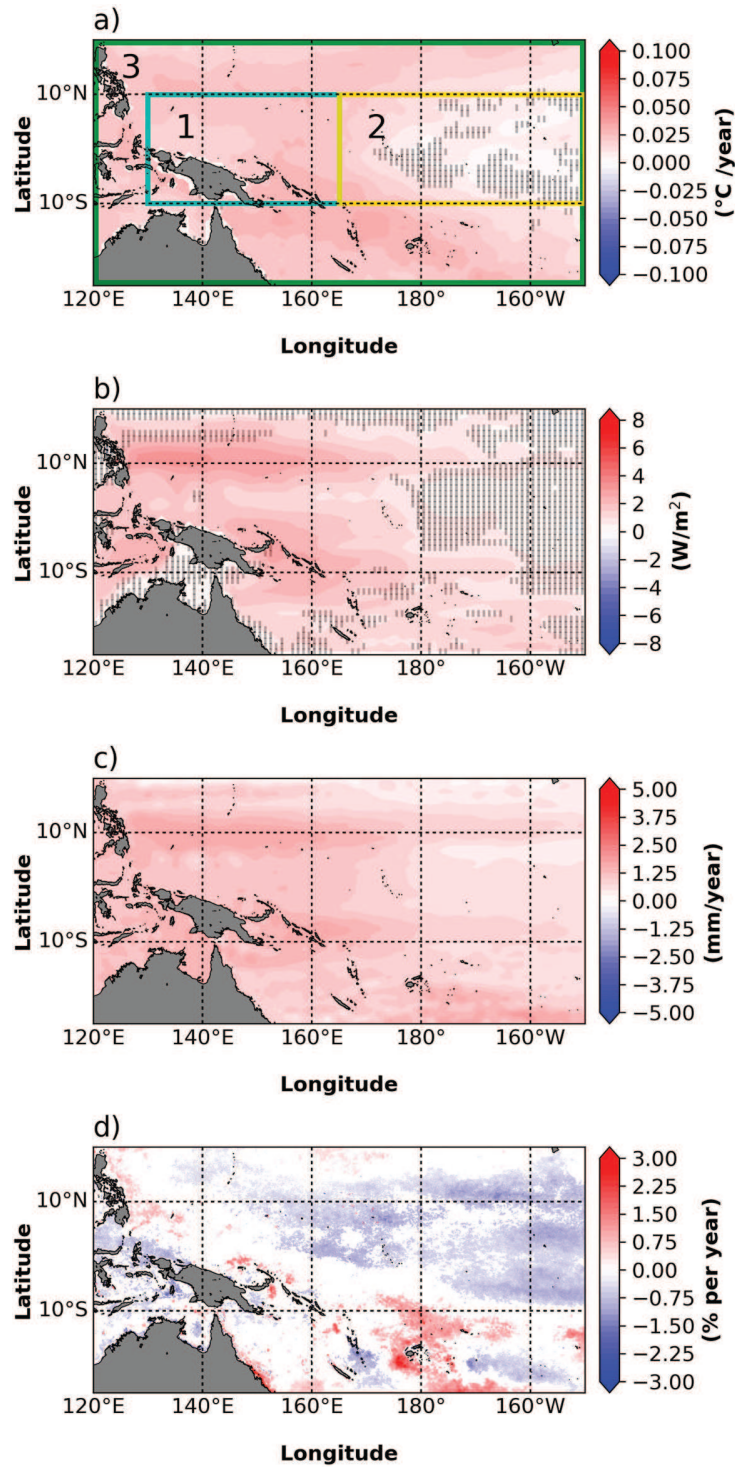 a)
3
1
2
10°N
10°S
Latitude
120°E
140°E
160°E
180°
160°W
Longitude
0.100
0.075
0.050
0.025
0.000
−0.025
−0.050
−0.075
−0.100
(°C /year)
b)
10°N
10°S
Latitude
120°E
140°E
160°E
180°
160°W
Longitude
8
6
4
2
0
−2
−4
−6
−8
(W/m²)
c)
10°N
10°S
Latitude
120°E
140°E
160°E
180°
160°W
Longitude
5.00
3.75
2.50
1.25
0.00
−1.25
−2.50
−3.75
−5.00
(mm/year)
d)
10°N
10°S
Latitude
120°E
140°E
160°E
180°
160°W
Longitude
3.00
2.25
1.50
0.75
0.00
−0.75
−1.50
−2.25
−3.00
(% per year)